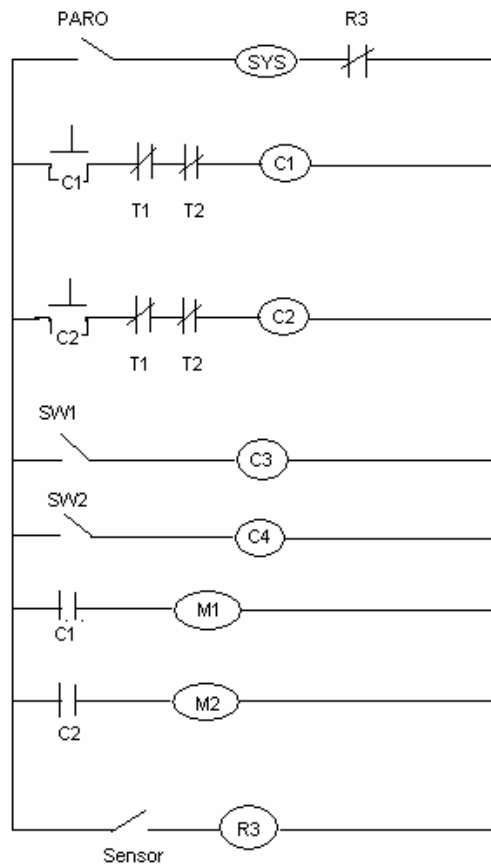 PARO R3
SYS
C1 C1
T1 T2
C2 C2
T1 T2
SW1
C3
SW2
C4
M1
C1
M2
C2
R3
Sensor